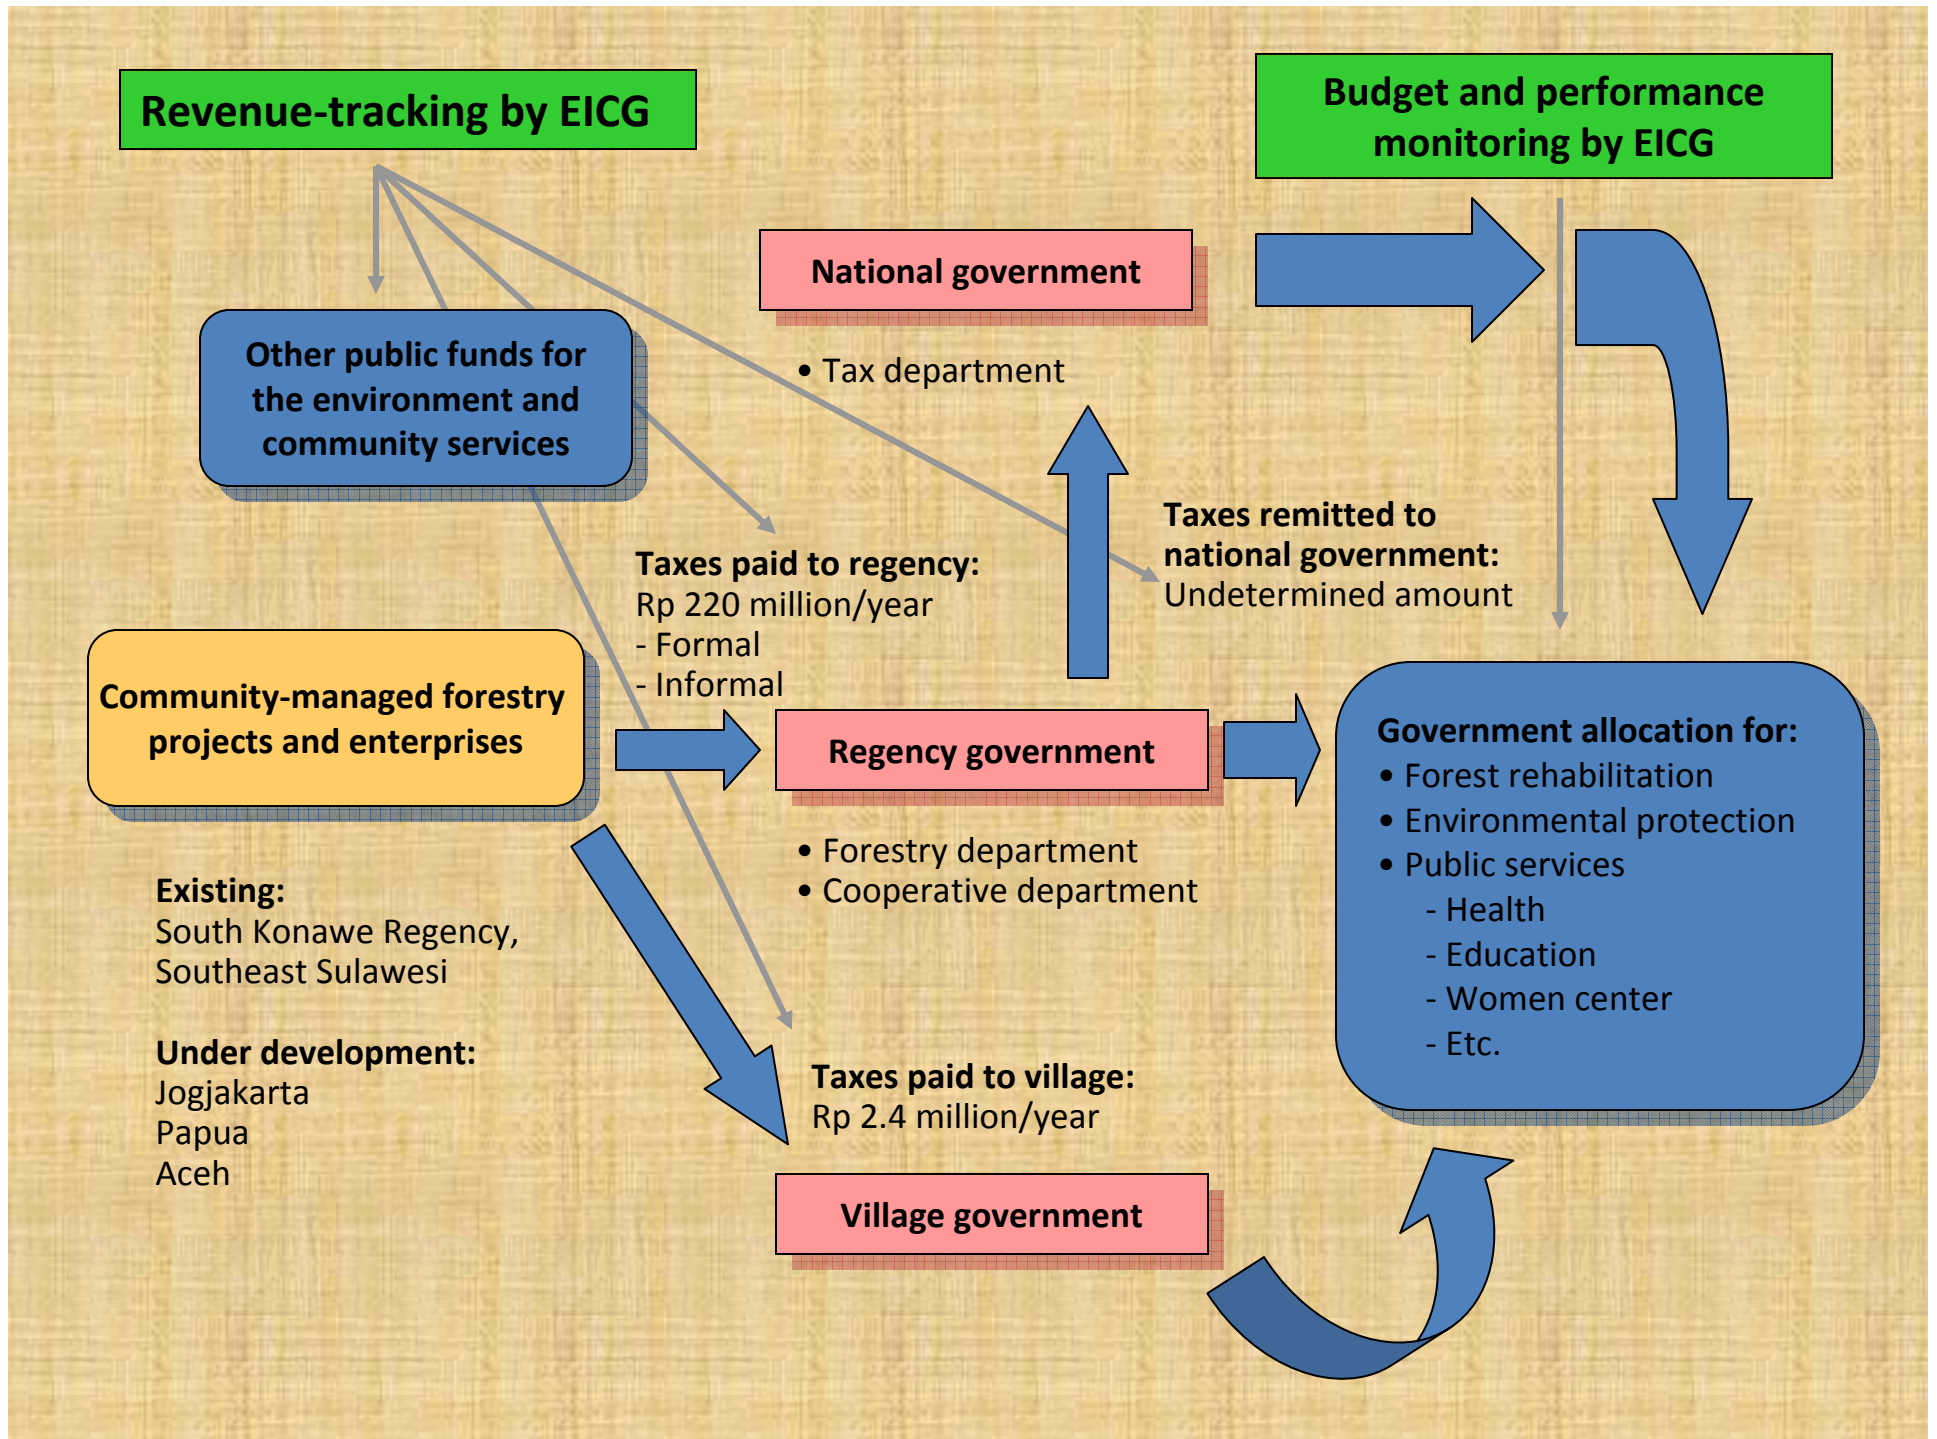 Revenue-tracking by EICG
Budget and performance
monitoring by EICG
National government
• Tax department
Other public funds for
the environment and
community services
Taxes remitted to
national government:
Undetermined amount
Taxes paid to regency:
Rp 220 million/year
- Formal
- Informal
Community-managed forestry
projects and enterprises
Regency government
• Forestry department
• Cooperative department
Government allocation for:
• Forest rehabilitation
• Environmental protection
• Public services
- Health
- Education
- Women center
- Etc.
Existing:
South Konawe Regency,
Southeast Sulawesi
Under development:
Jogjakarta
Papua
Aceh
Taxes paid to village:
Rp 2.4 million/year
Village government